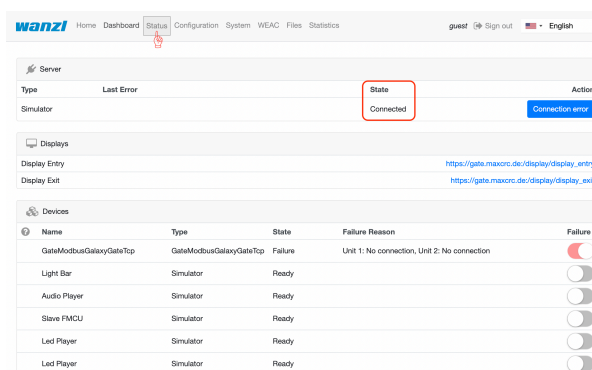 wanzl Home Dashboard Status Configuration System WEAC Files Statistics guest Sign out English
Server
Type Last Error State Action
Simulator Connected Connection error
Displays
Display Entry https://gate.maxcrc.de:/display/display_entry
Display Exit https://gate.maxcrc.de:/display/display_exi
Devices
Name Type State Failure Reason Failure
GateModbusGalaxyGateTcp GateModbusGalaxyGateTcp Failure Unit 1: No connection, Unit 2: No connection
Light Bar Simulator Ready
Audio Player Simulator Ready
Slave FMCU Simulator Ready
Led Player Simulator Ready
Led Player Simulator Ready